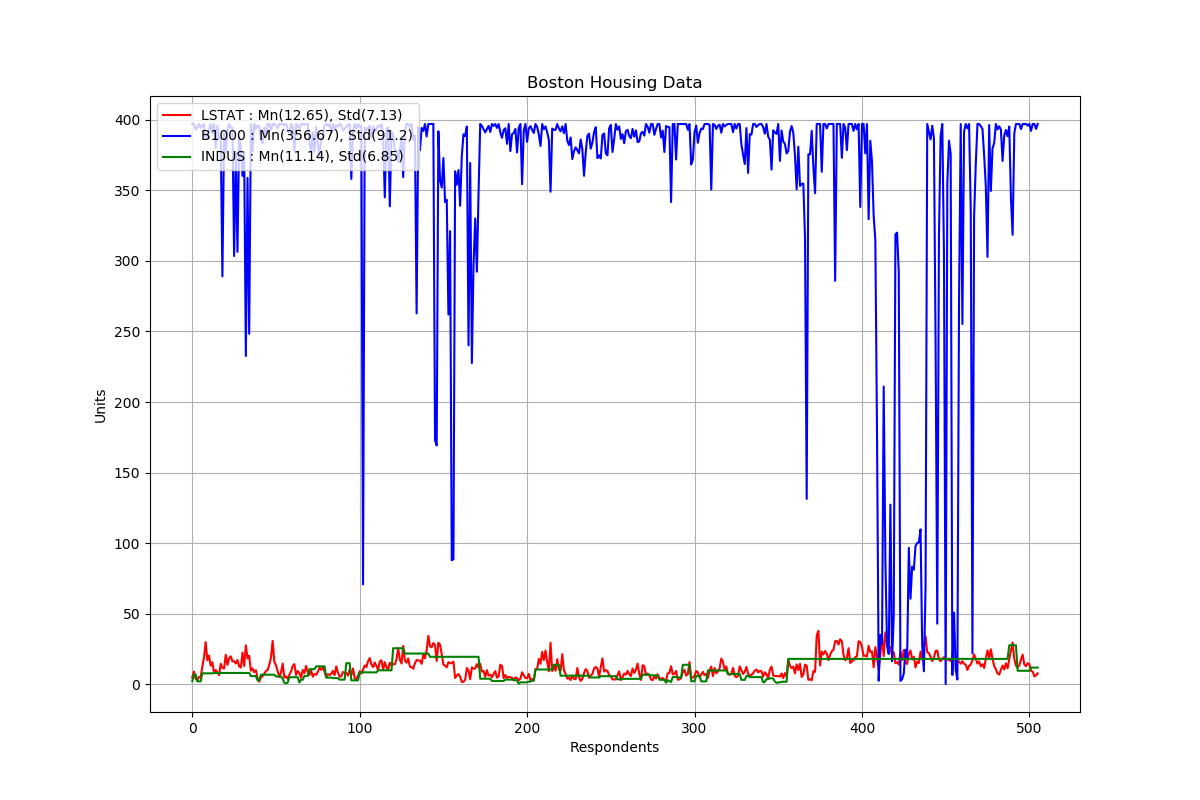 Boston Housing Data
LSTAT : Mn(12.65), Std(7.13)
B1000 : Mn(356.67), Std(91.2)
INDUS : Mn(11.14), Std(6.85)
400
350
300
250
200
150
100
50
0
Units
0 100 200 300 400 500
Respondents